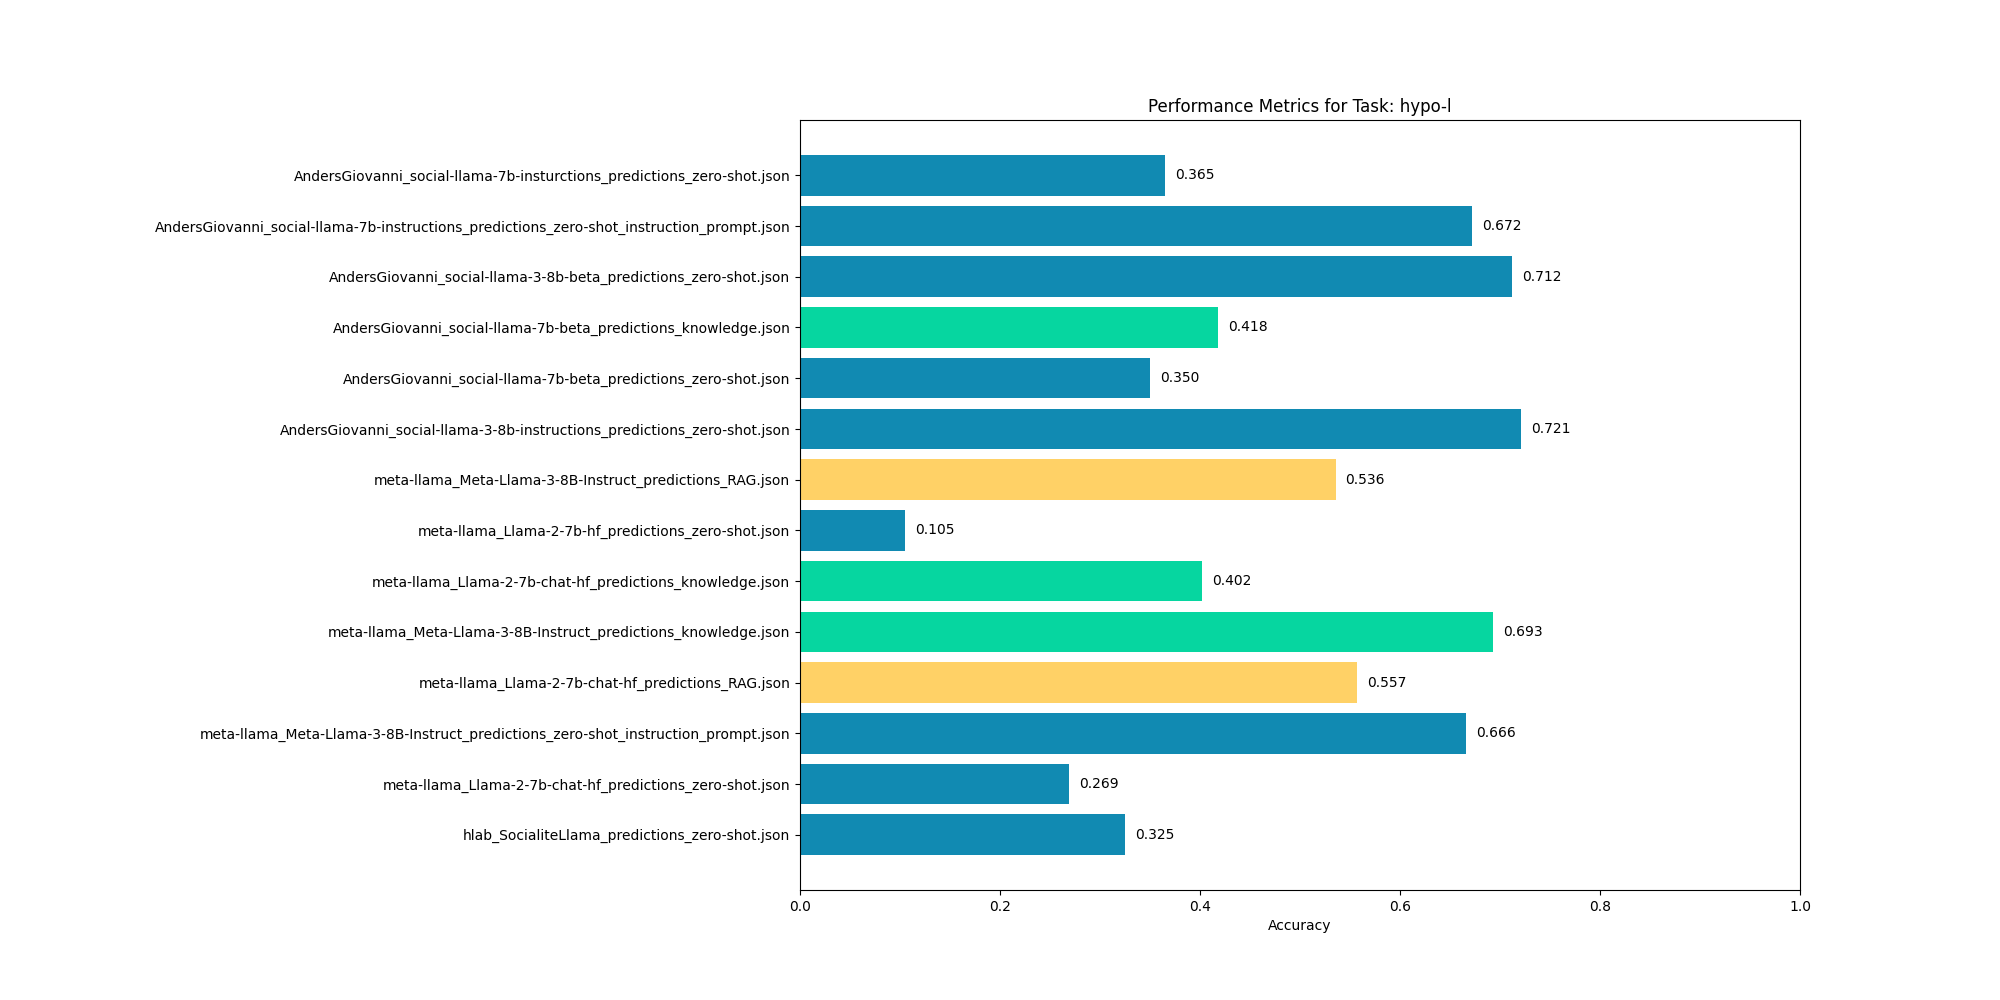 Performance Metrics for Task: hypo-l
AndersGiovanni_social-llama-7b-insturctions_predictions_zero-shot.json 0.365
AndersGiovanni_social-llama-7b-instructions_predictions_zero-shot_instruction_prompt.json 0.672
AndersGiovanni_social-llama-3-8b-beta_predictions_zero-shot.json 0.712
AndersGiovanni_social-llama-7b-beta_predictions_knowledge.json 0.418
AndersGiovanni_social-llama-7b-beta_predictions_zero-shot.json 0.350
AndersGiovanni_social-llama-3-8b-instructions_predictions_zero-shot.json 0.721
meta-llama_Meta-Llama-3-8B-Instruct_predictions_RAG.json 0.536
meta-llama_Llama-2-7b-hf_predictions_zero-shot.json 0.105
meta-llama_Llama-2-7b-chat-hf_predictions_knowledge.json 0.402
meta-llama_Meta-Llama-3-8B-Instruct_predictions_knowledge.json 0.693
meta-llama_Llama-2-7b-chat-hf_predictions_RAG.json 0.557
meta-llama_Meta-Llama-3-8B-Instruct_predictions_zero-shot_instruction_prompt.json 0.666
meta-llama_Llama-2-7b-chat-hf_predictions_zero-shot.json 0.269
hlab_SocialiteLlama_predictions_zero-shot.json 0.325
0.0 0.2 0.4 0.6 0.8 1.0
Accuracy